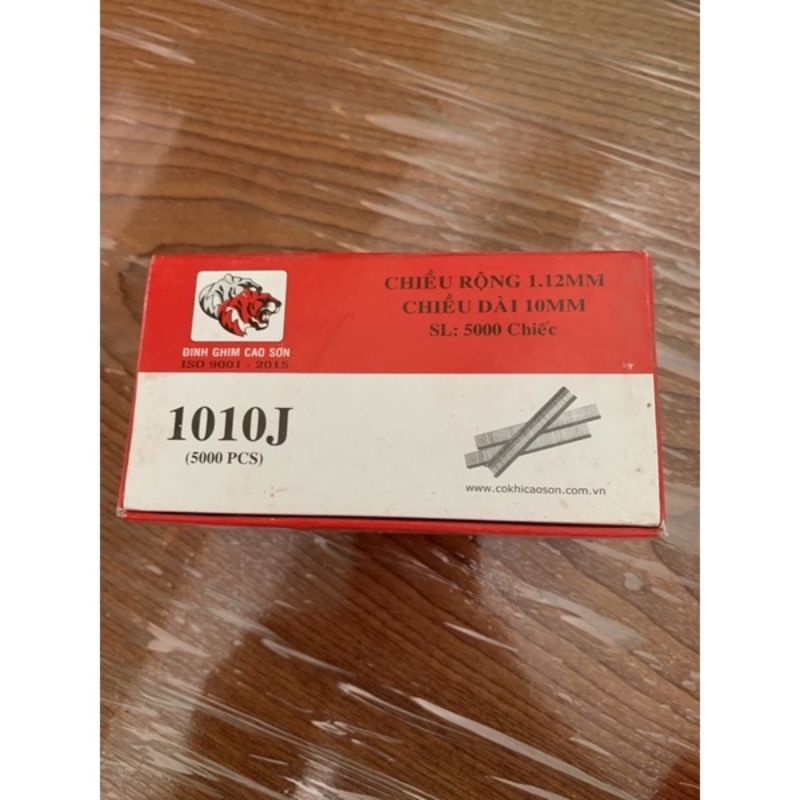 CHIỀU RỘNG 1.12MM
CHIỀU DÀI 10MM
SL: 5000 Chiếc
ĐINH GHIM CAO SƠN
ISO 9001 : 2015
1010J
(5000 PCS)
www.cokhicaoson.com.vn